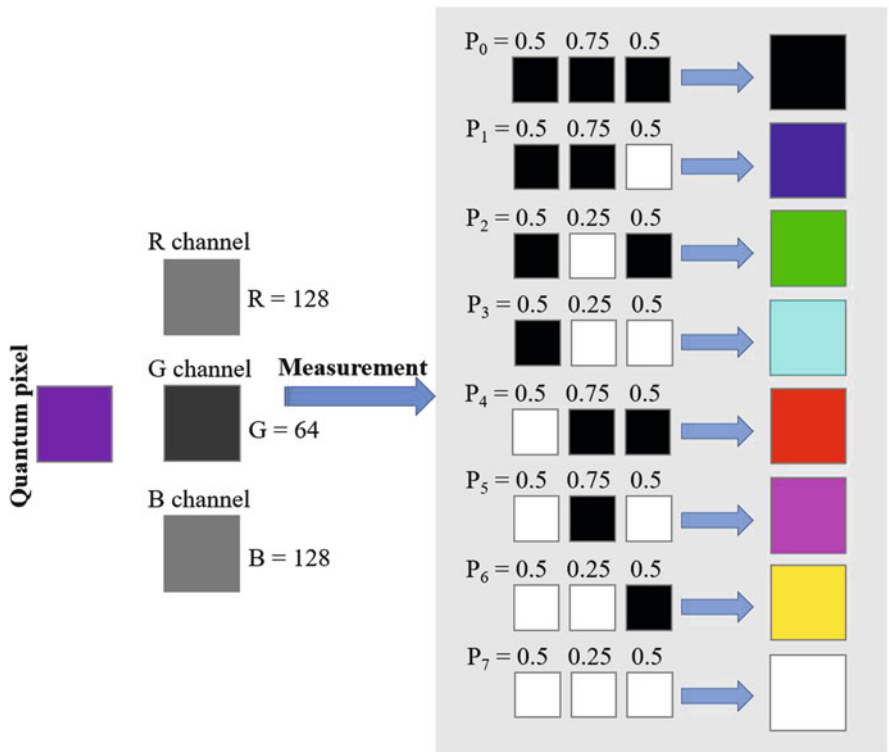 Quantum pixel
R channel
R = 128
G channel
G = 64
B channel
B = 128
Measurement
P0 = 0.5 0.75 0.5
P1 = 0.5 0.75 0.5
P2 = 0.5 0.25 0.5
P3 = 0.5 0.25 0.5
P4 = 0.5 0.75 0.5
P5 = 0.5 0.75 0.5
P6 = 0.5 0.25 0.5
P7 = 0.5 0.25 0.5